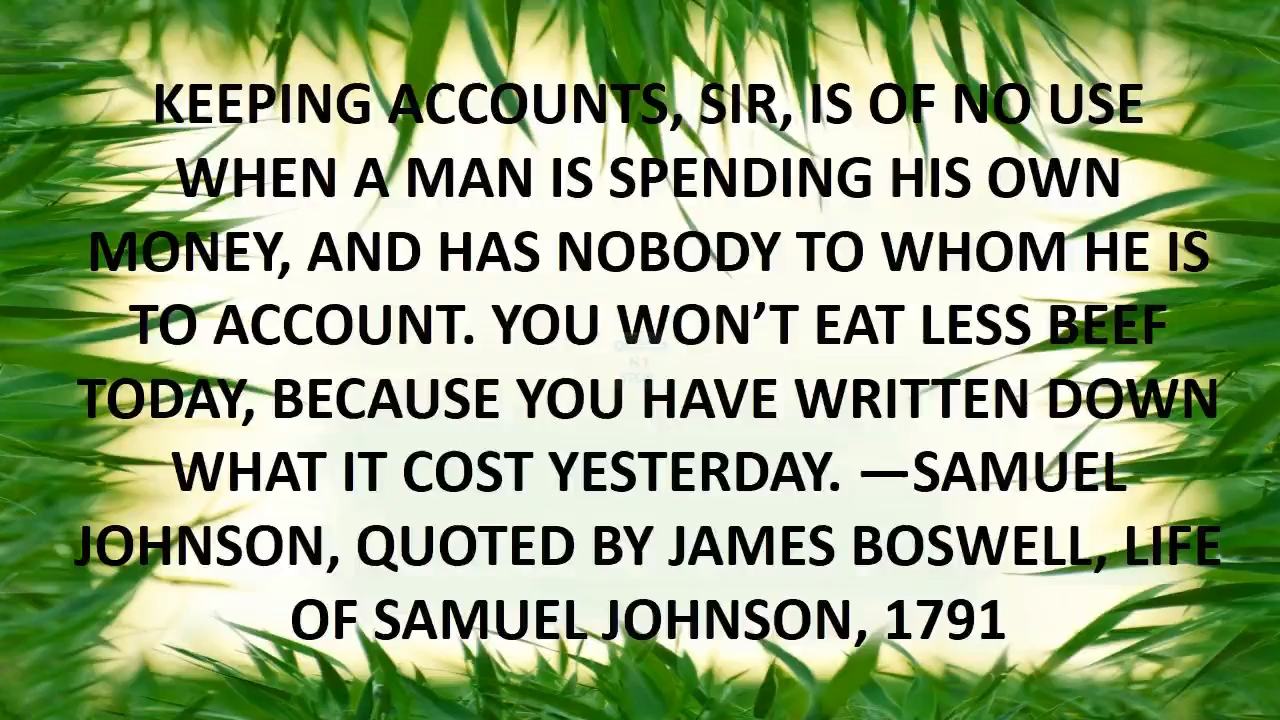 KEEPING ACCOUNTS, SIR, IS OF NO USE
WHEN A MAN IS SPENDING HIS OWN
MONEY, AND HAS NOBODY TO WHOM HE IS
TO ACCOUNT. YOU WON’T EAT LESS BEEF
TODAY, BECAUSE YOU HAVE WRITTEN DOWN
WHAT IT COST YESTERDAY. —SAMUEL
JOHNSON, QUOTED BY JAMES BOSWELL, LIFE
OF SAMUEL JOHNSON, 1791